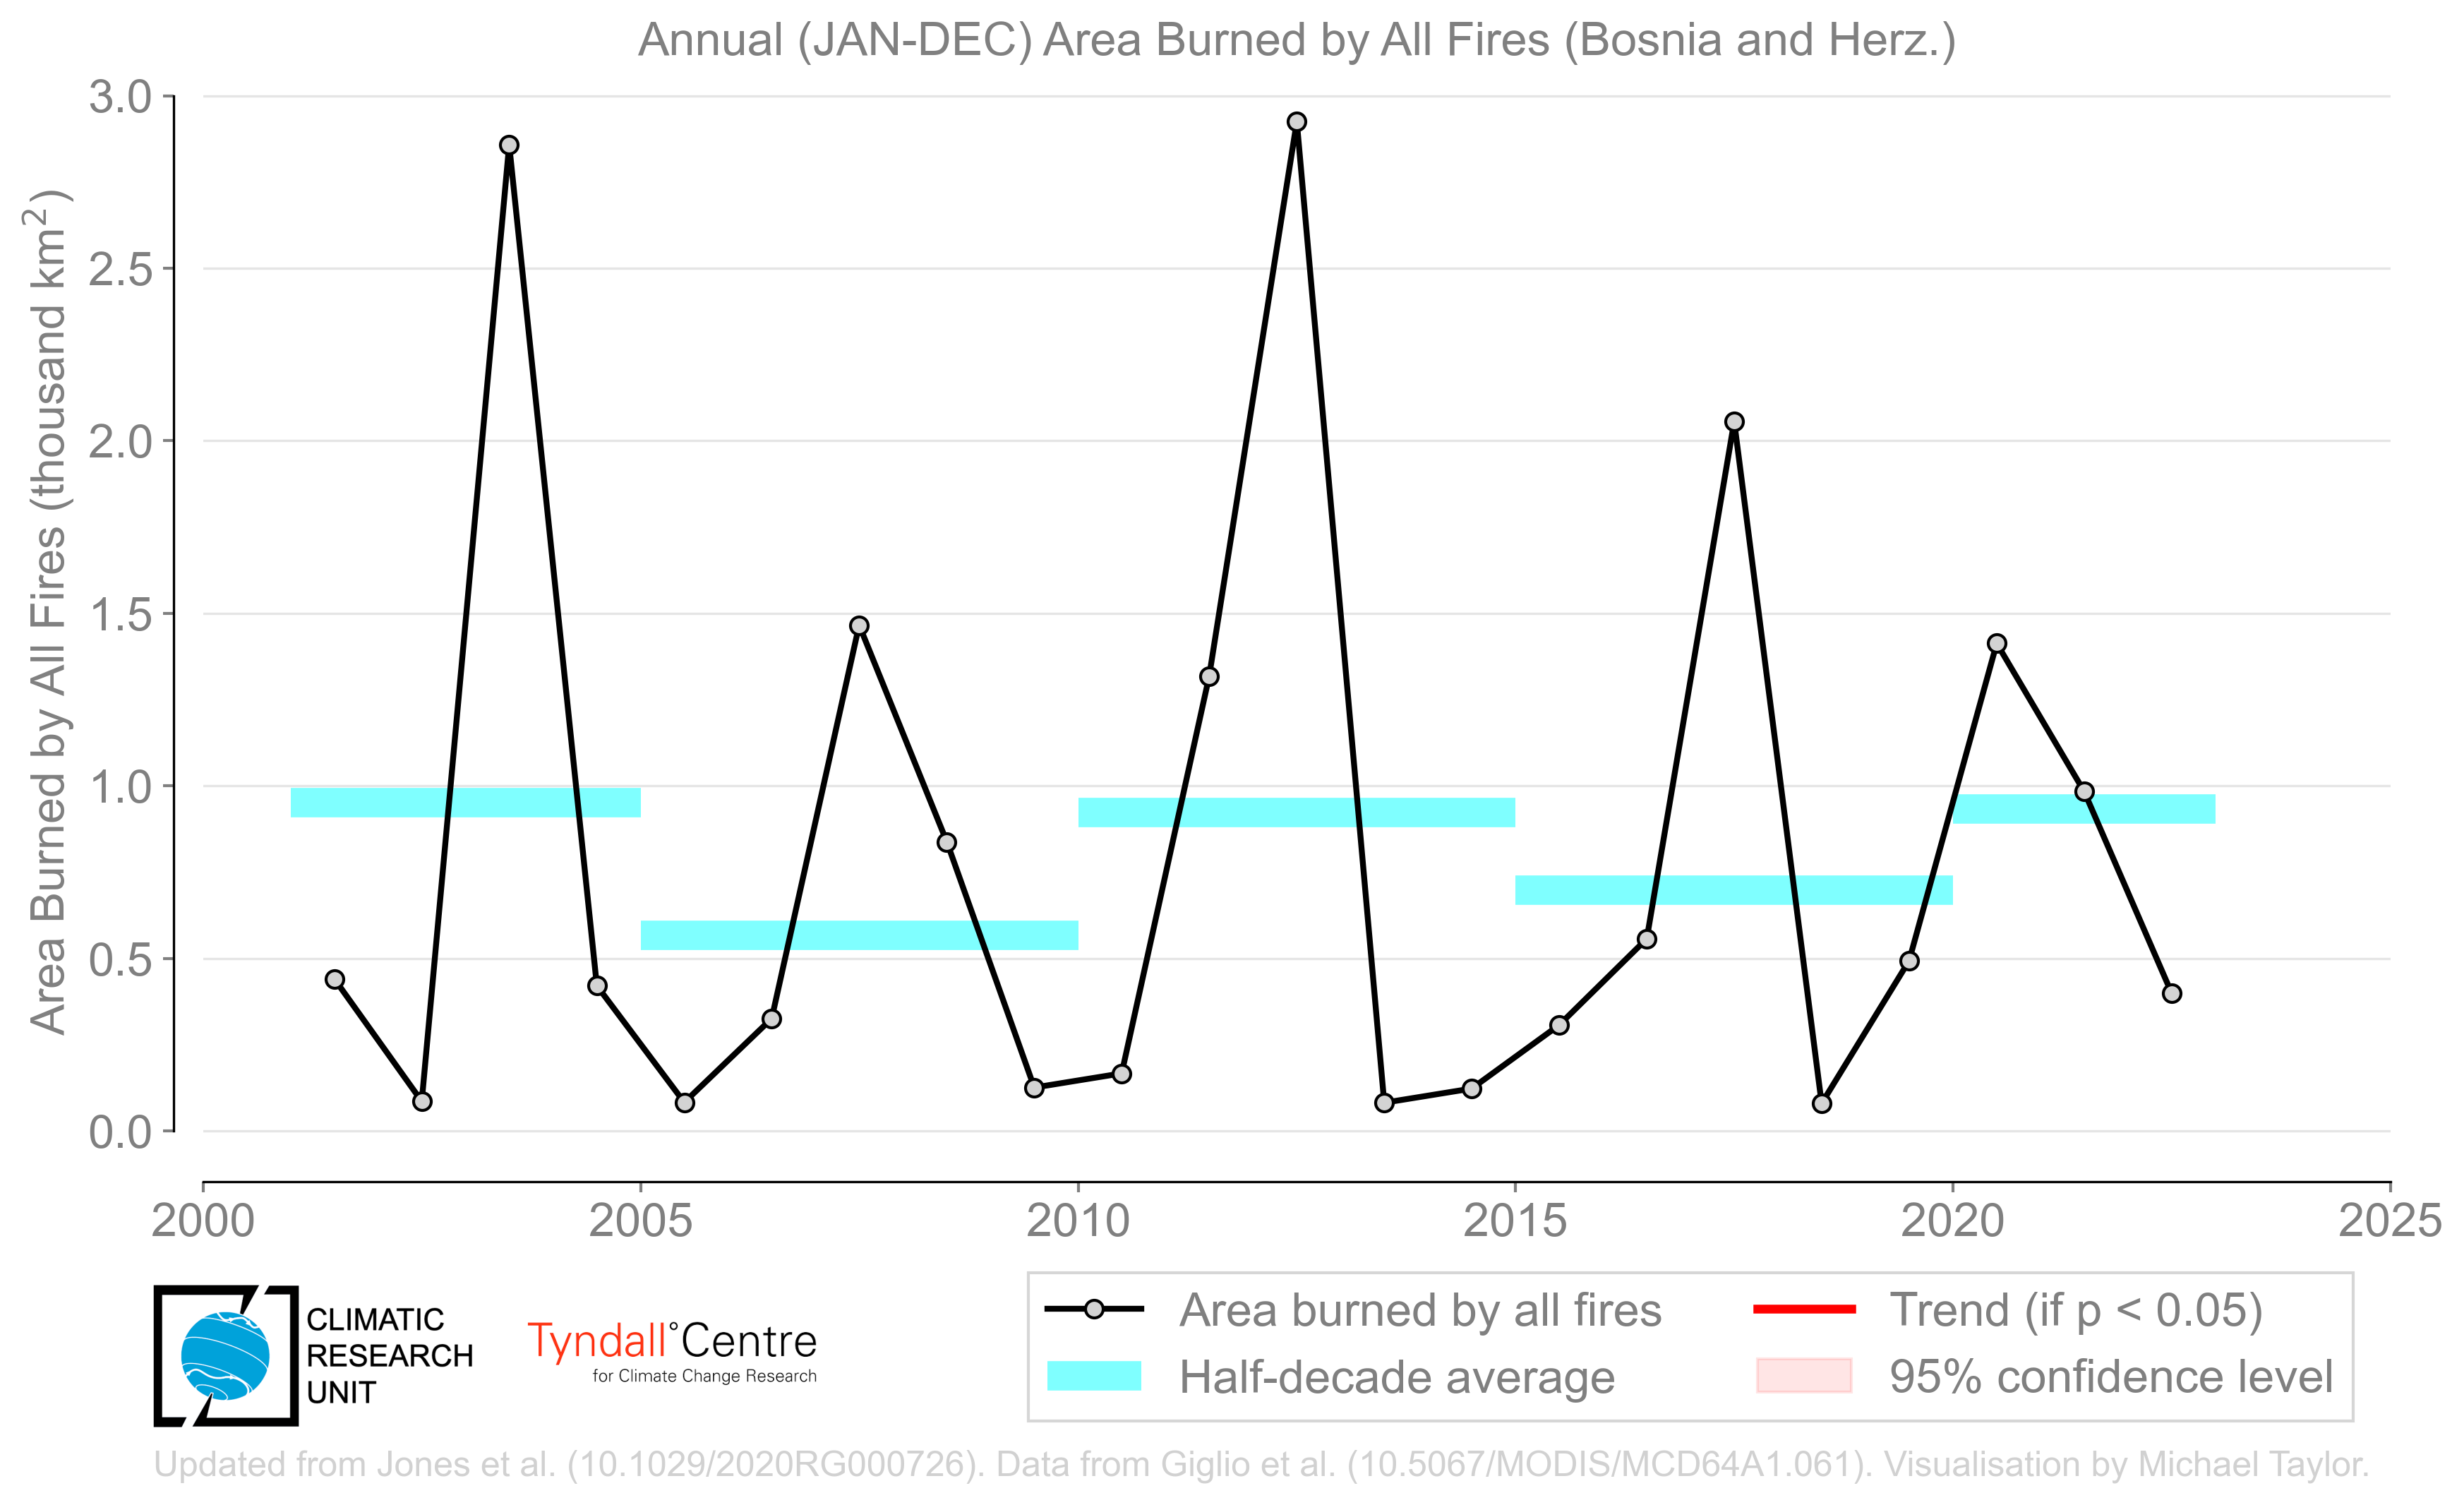 Annual (JAN-DEC) Area Burned by All Fires (Bosnia and Herz.)
Area Burned by All Fires (thousand km²)
3.0
2.5
2.0
1.5
1.0
0.5
0.0
2000 2005 2010 2015 2020 2025
CLIMATIC
RESEARCH
UNIT
Tyndall°Centre
for Climate Change Research
Area burned by all fires
Half-decade average
Trend (if p < 0.05)
95% confidence level
Updated from Jones et al. (10.1029/2020RG000726). Data from Giglio et al. (10.5067/MODIS/MCD64A1.061). Visualisation by Michael Taylor.